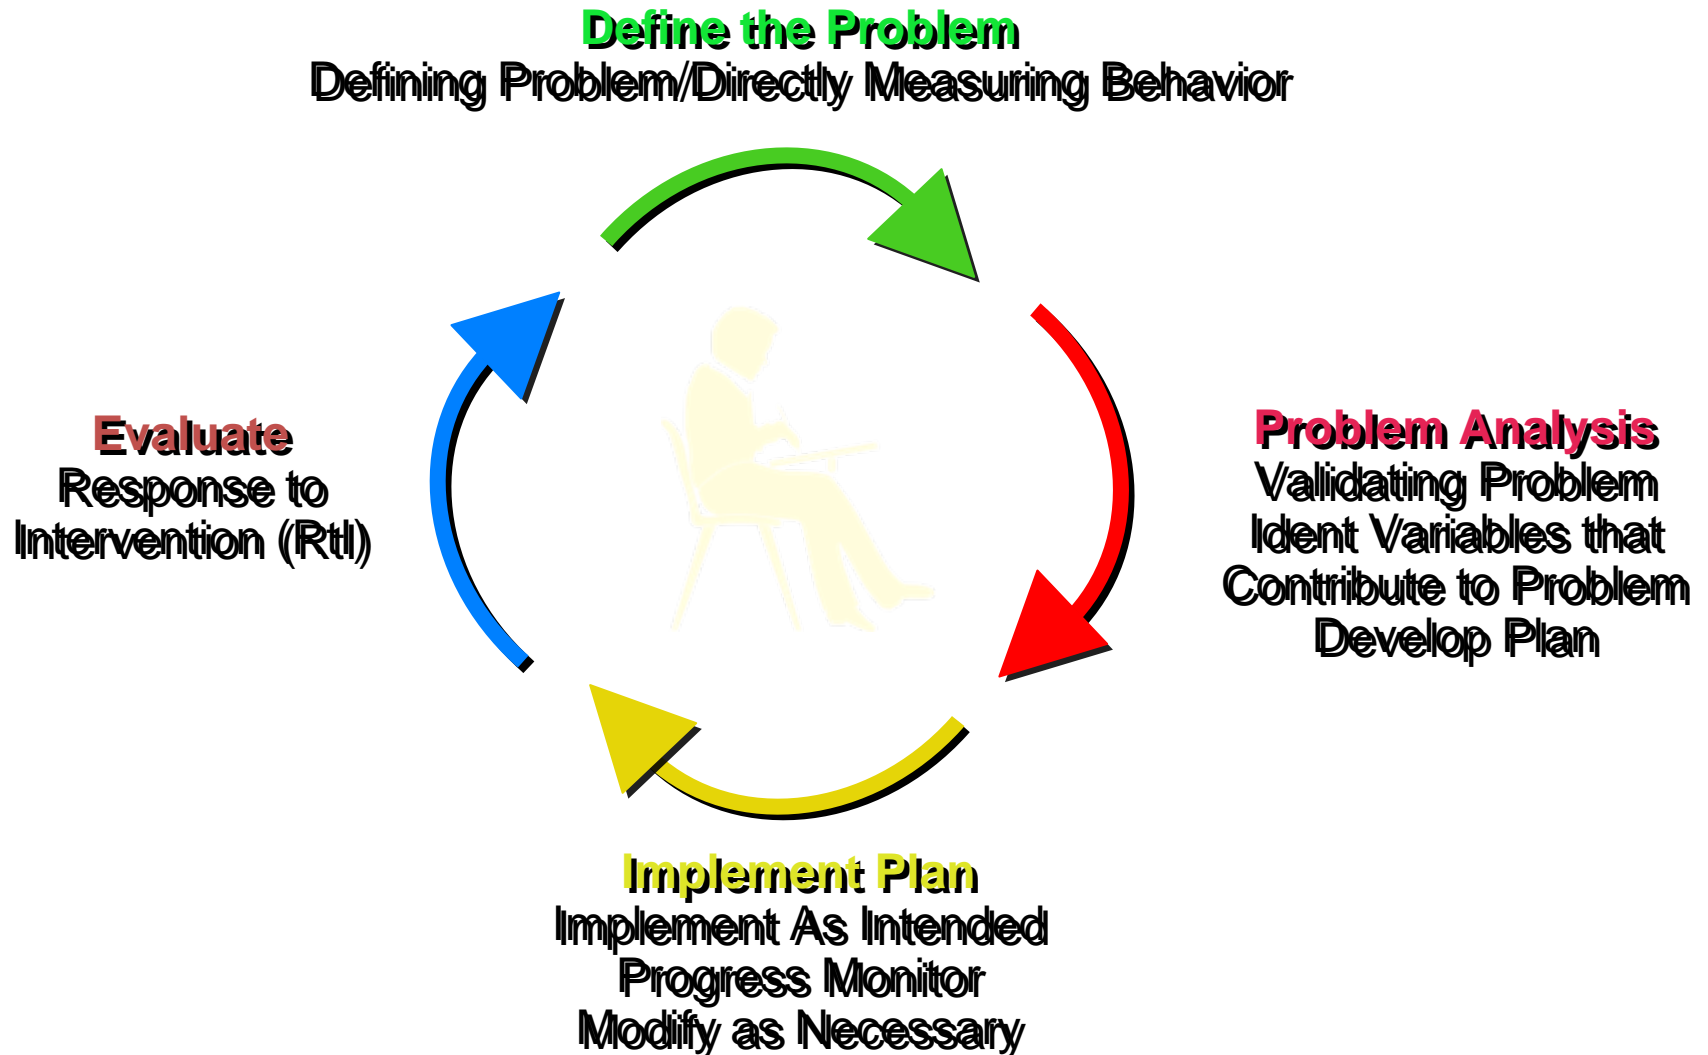 Define the Problem
Defining Problem/Directly Measuring Behavior
Evaluate
Response to
Intervention (RtI)
Problem Analysis
Validating Problem
Ident Variables that
Contribute to Problem
Develop Plan
Implement Plan
Implement As Intended
Progress Monitor
Modify as Necessary